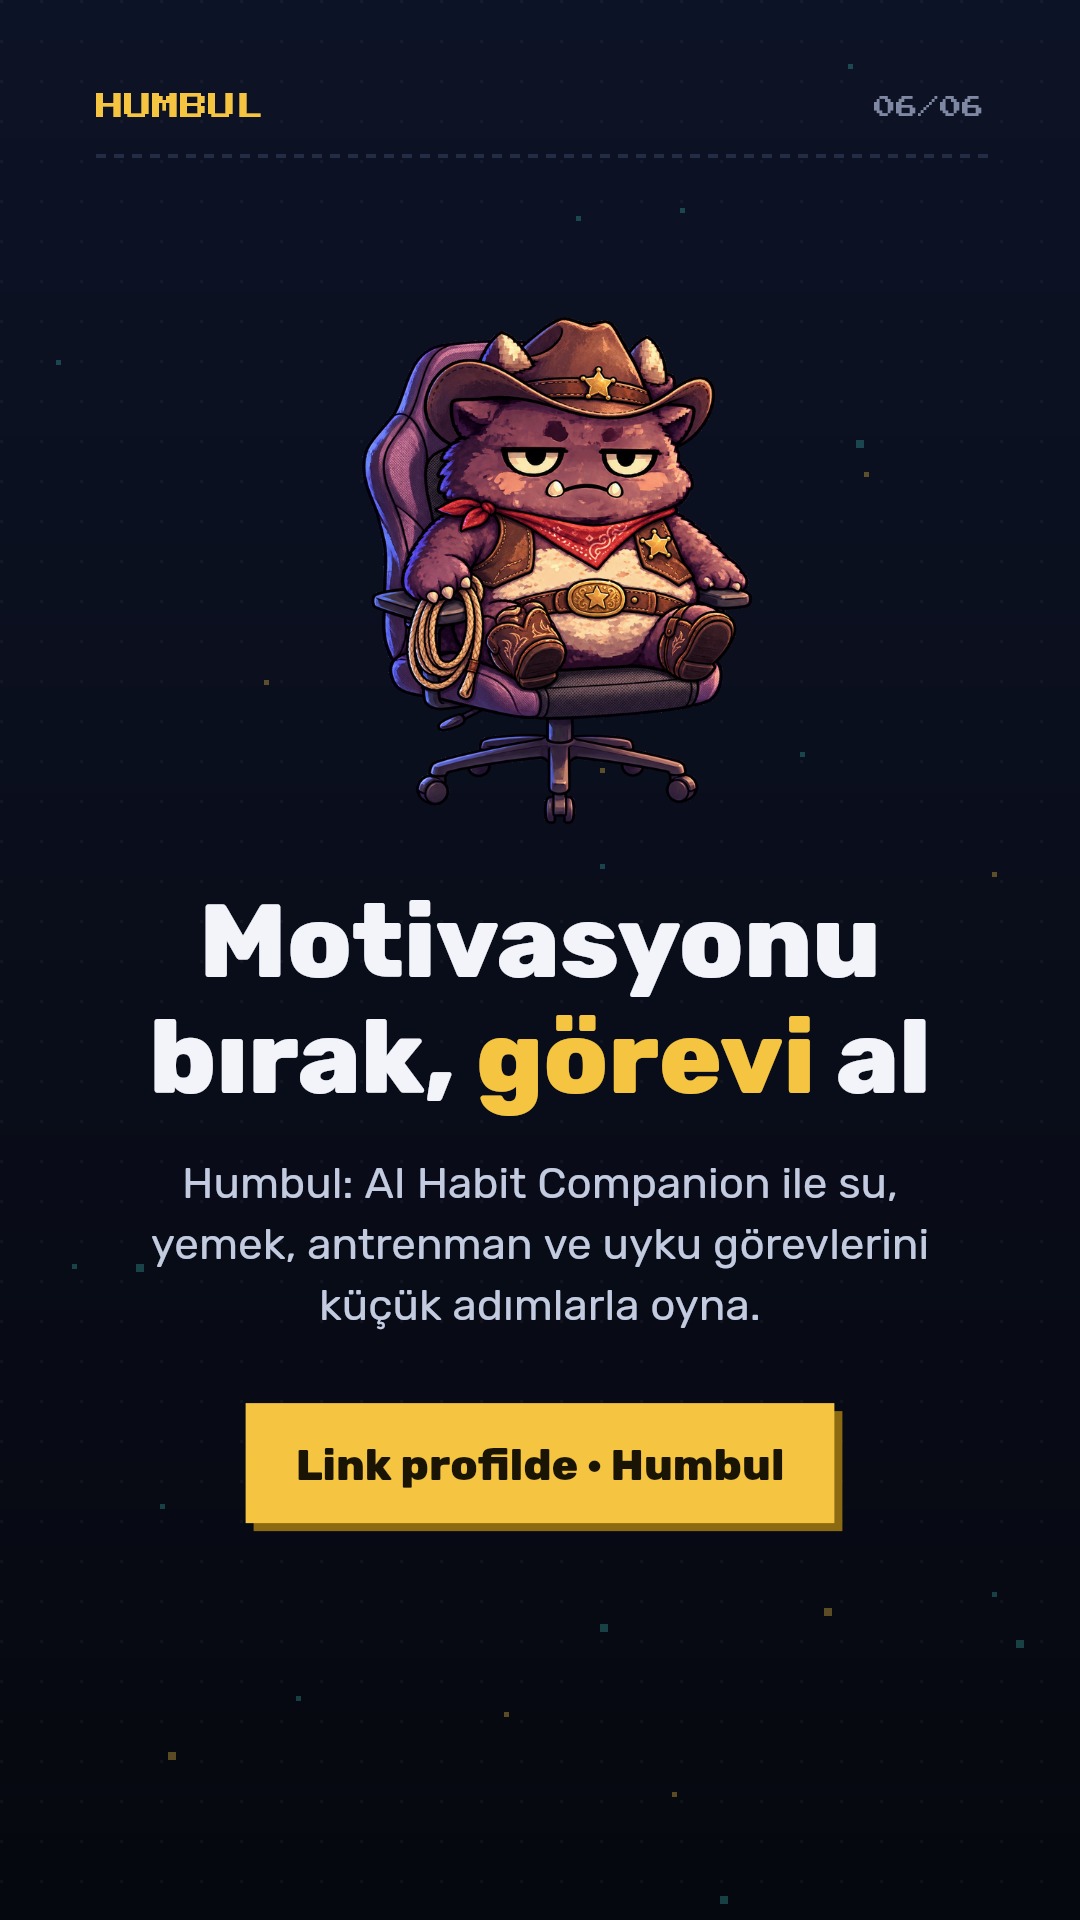 HUMBUL
06/06
Motivasyonu
bırak, görevi al
Humbul: AI Habit Companion ile su,
yemek, antrenman ve uyku görevlerini
küçük adımlarla oyna.
Link profilde • Humbul